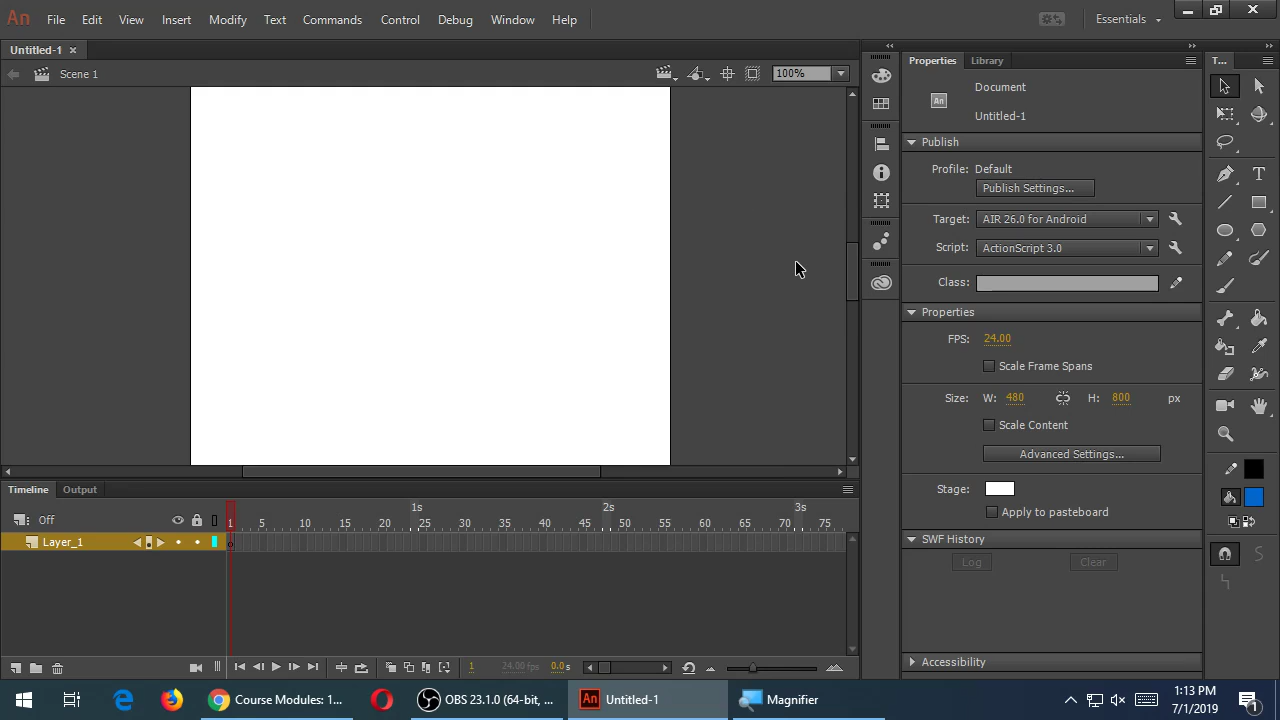 An File Edit View Insert Modify Text Commands Control Debug Window Help Essentials
Untitled-1
Scene 1 100%
Properties Library T...
Document
An Untitled-1
Publish
Profile: Default
Publish Settings...
Target: AIR 26.0 for Android
Script: ActionScript 3.0
Class:
Properties
FPS: 24.00
Scale Frame Spans
Size: W: 480 H: 800 px
Scale Content
Advanced Settings...
Stage:
Apply to pasteboard
SWF History
Log Clear
Accessibility
Timeline Output
1s 2s 3s
Off 1 5 10 15 20 25 30 35 40 45 50 55 60 65 70 75
Layer_1
1 24.00 fps 0.0 s
Course Modules: 1... OBS 23.1.0 (64-bit, ... An Untitled-1 Magnifier
1:13 PM
7/1/2019
1